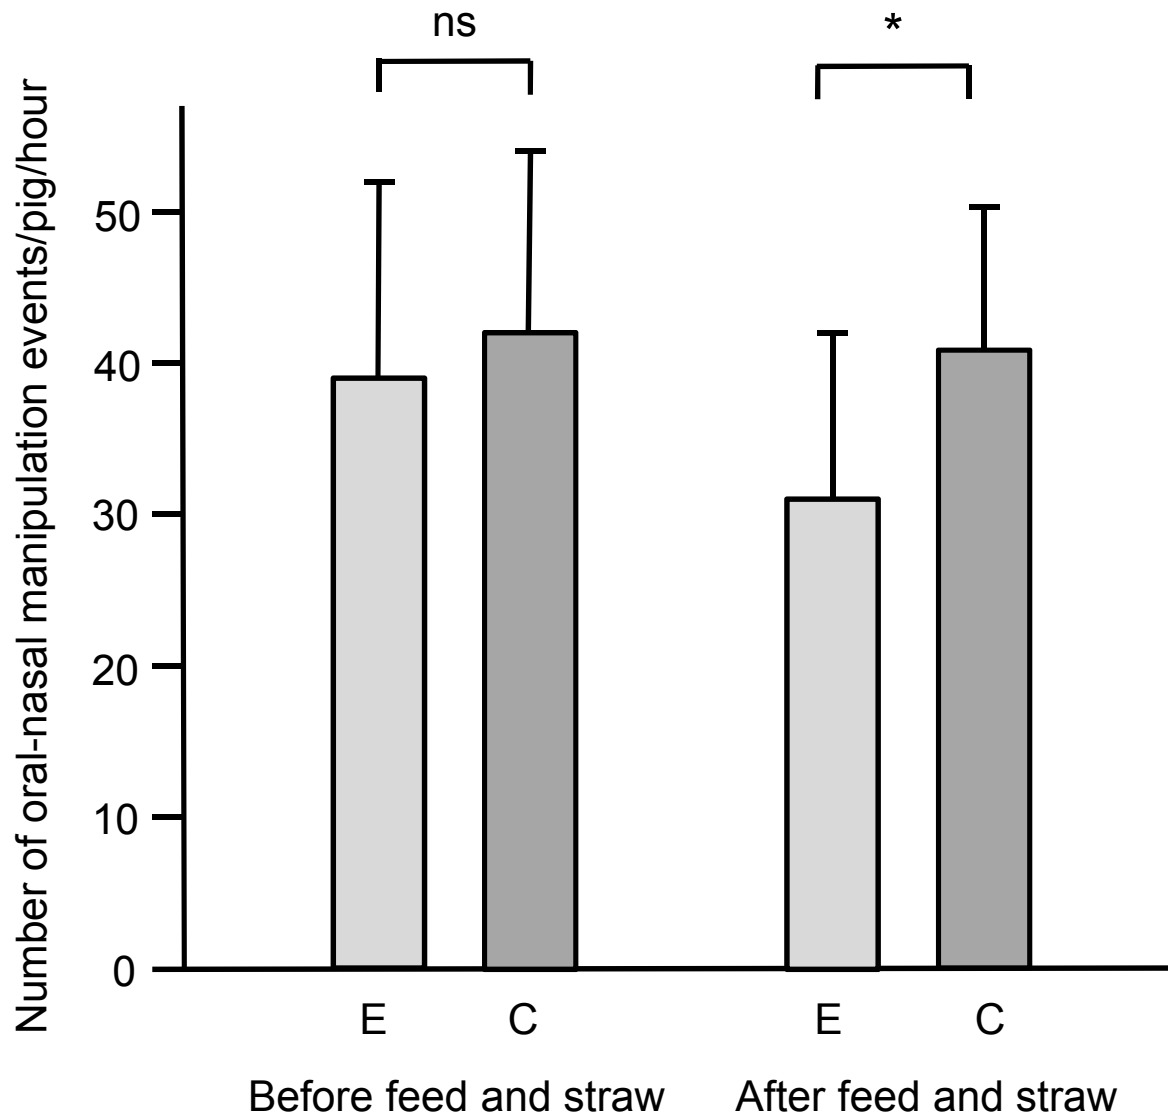 ns
*
Number of oral-nasal manipulation events/pig/hour
50
40
30
20
10
0
E C E C
Before feed and straw After feed and straw